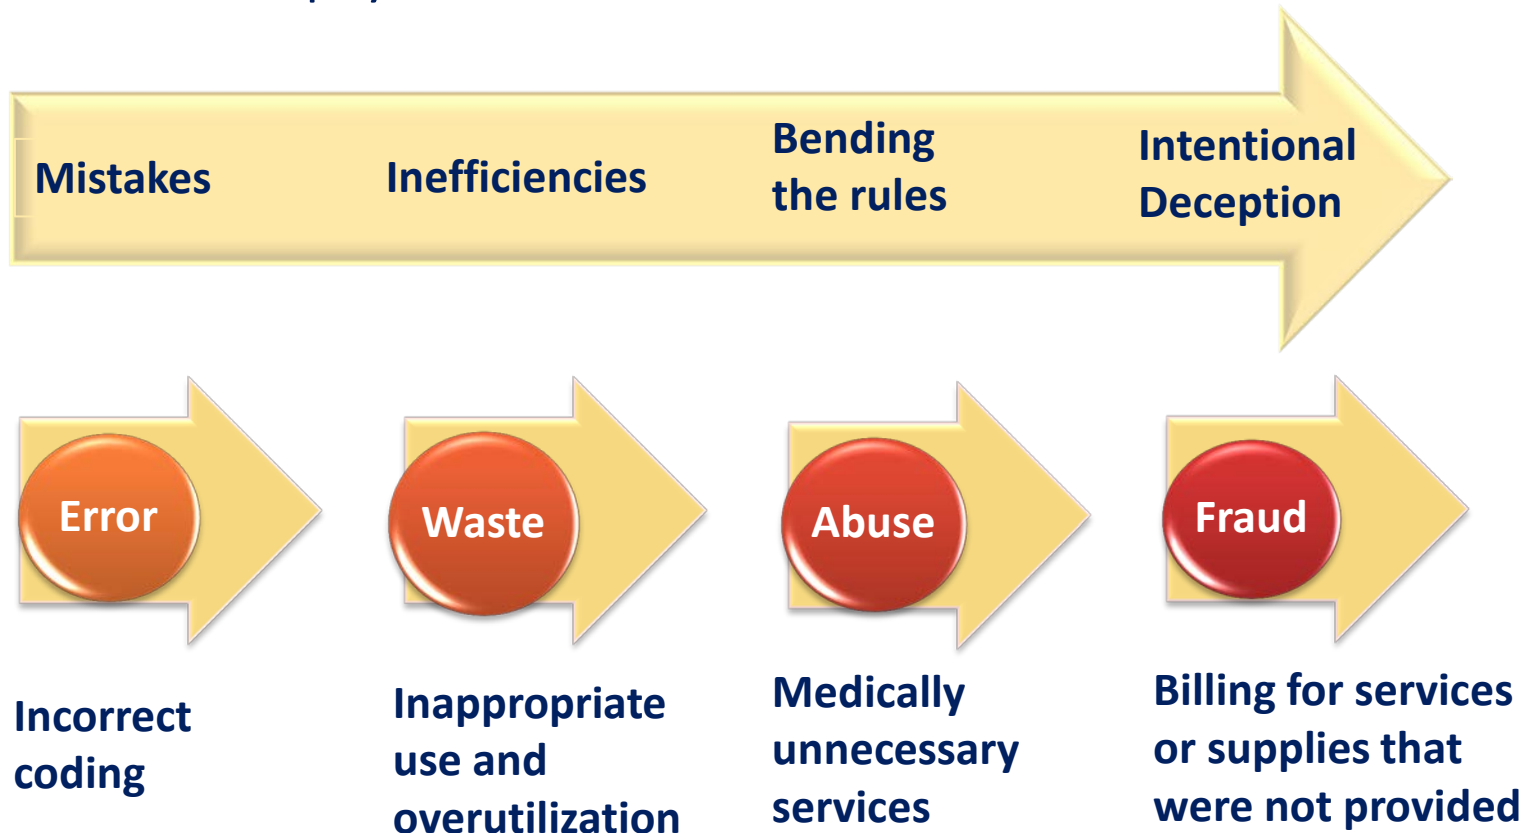 Mistakes
Inefficiencies
Bending
the rules
Intentional
Deception
Error
Waste
Abuse
Fraud
Incorrect
coding
Inappropriate
use and
overutilization
Medically
unnecessary
services
Billing for services
or supplies that
were not provided